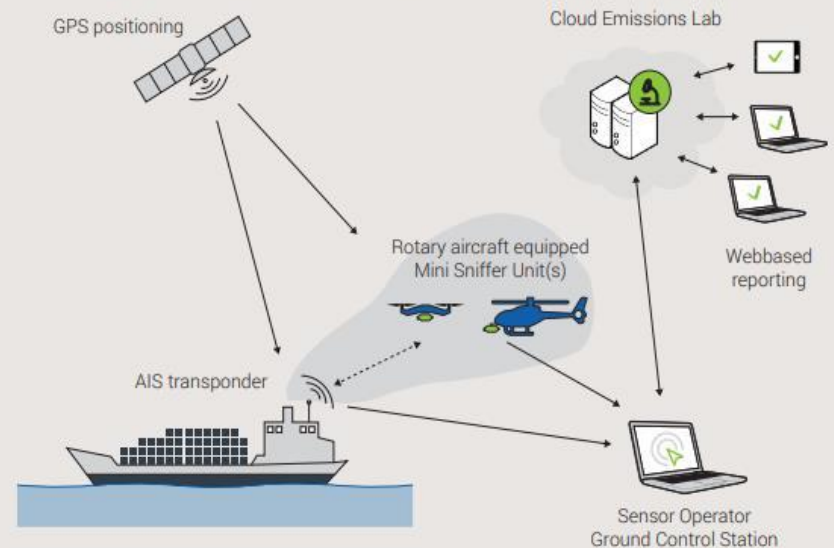 GPS positioning
Cloud Emissions Lab
Rotary aircraft equipped
Mini Sniffer Unit(s)
Webbased
reporting
AIS transponder
Sensor Operator
Ground Control Station